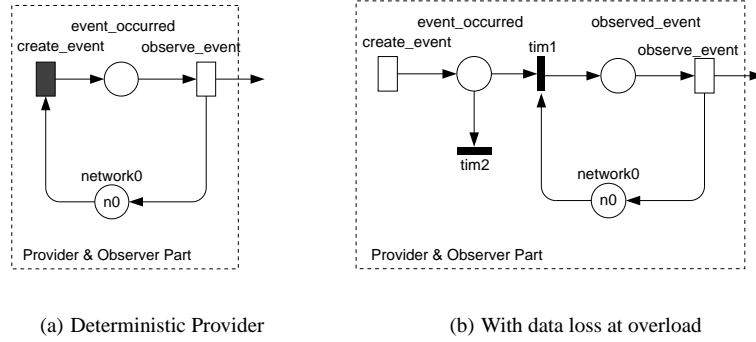 event_occurred
create_event
observe_event
network0
n0
Provider & Observer Part
(a) Deterministic Provider
event_occurred
observed_event
create_event
tim1
observe_event
tim2
network0
n0
Provider & Observer Part
(b) With data loss at overload